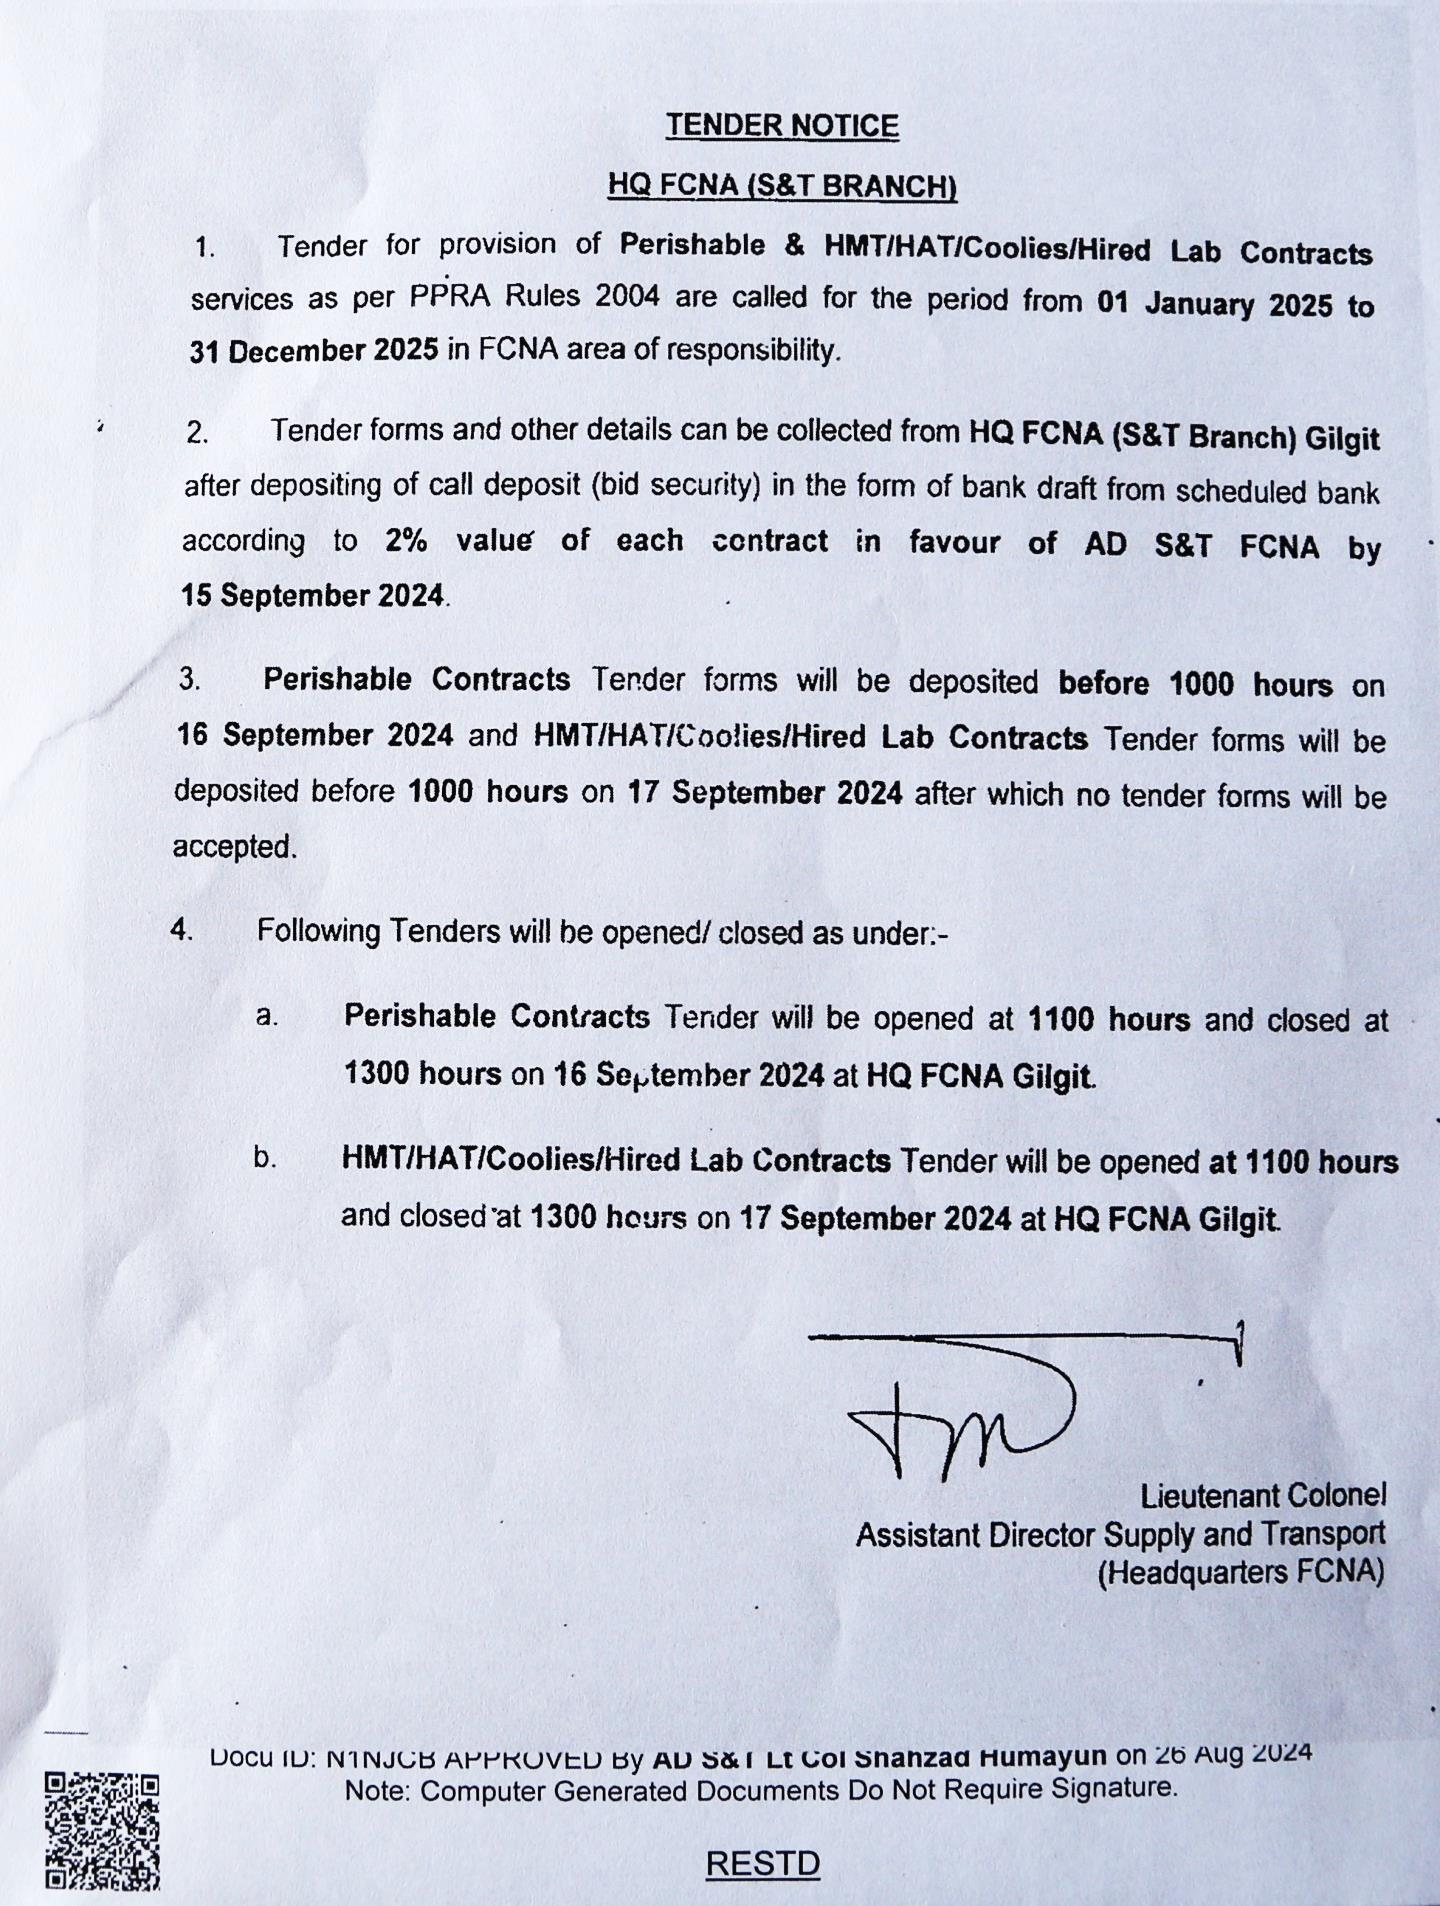 TENDER NOTICE
HQ FCNA (S&T BRANCH)
1. Tender for provision of Perishable & HMT/HAT/Coolies/Hired Lab Contracts
services as per PPRA Rules 2004 are called for the period from 01 January 2025 to
31 December 2025 in FCNA area of responsibility.
2. Tender forms and other details can be collected from HQ FCNA (S&T Branch) Gilgit
after depositing of call deposit (bid security) in the form of bank draft from scheduled bank
according to 2% value of each contract in favour of AD S&T FCNA by
15 September 2024.
3. Perishable Contracts Tender forms will be deposited before 1000 hours on
16 September 2024 and HMT/HAT/Coolies/Hired Lab Contracts Tender forms will be
deposited before 1000 hours on 17 September 2024 after which no tender forms will be
accepted.
4. Following Tenders will be opened/ closed as under:-
a. Perishable Contracts Tender will be opened at 1100 hours and closed at
1300 hours on 16 September 2024 at HQ FCNA Gilgit.
b. HMT/HAT/Coolies/Hired Lab Contracts Tender will be opened at 1100 hours
and closed at 1300 hours on 17 September 2024 at HQ FCNA Gilgit.
Lieutenant Colonel
Assistant Director Supply and Transport
(Headquarters FCNA)
Docu ID: N1NJCB APPROVED By AD S&T Lt Col Shahzad Humayun on 26 Aug 2024
Note: Computer Generated Documents Do Not Require Signature.
RESTD